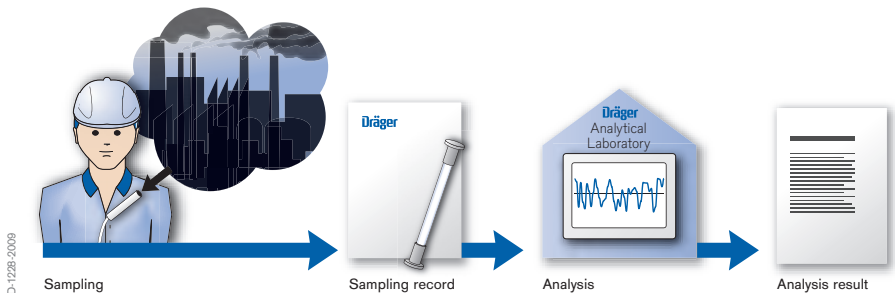 Dräger
Dräger
Analytical
Laboratory
Sampling
Sampling record
Analysis
Analysis result
D-1228-2009